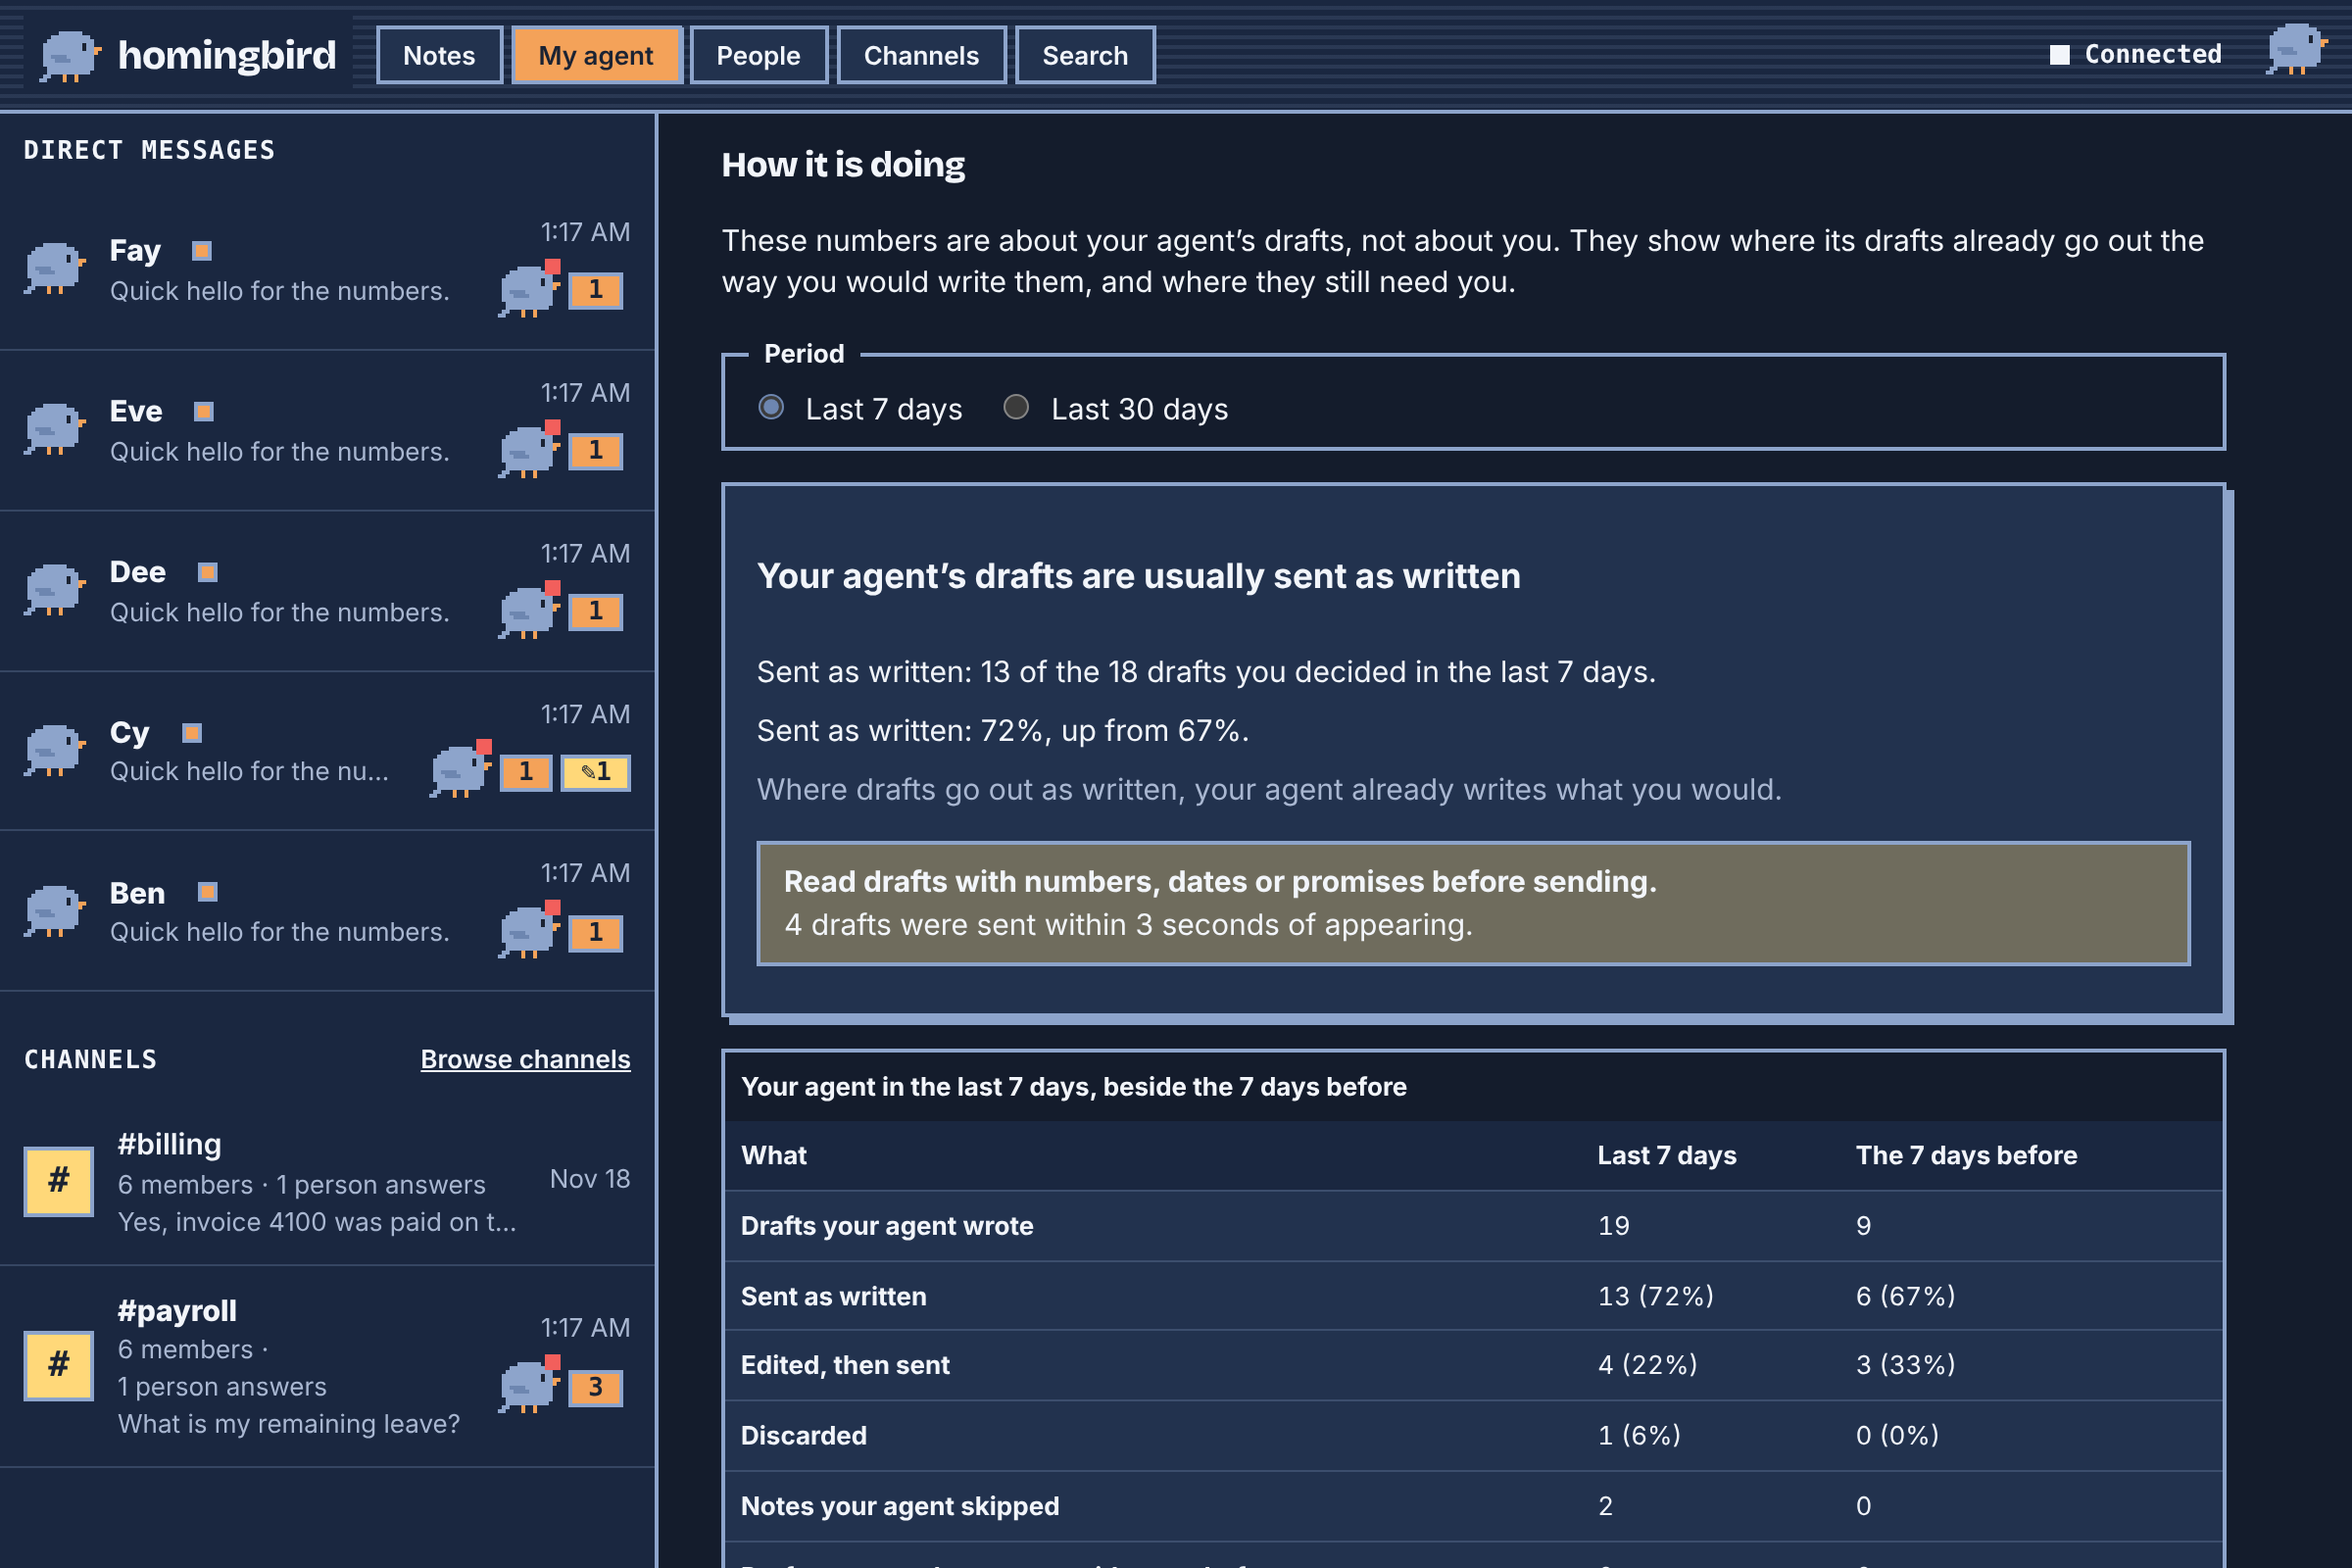 homingbird
Notes
My agent
People
Channels
Search
Connected
DIRECT MESSAGES
Fay
1:17 AM
Quick hello for the numbers.
1
Eve
1:17 AM
Quick hello for the numbers.
1
Dee
1:17 AM
Quick hello for the numbers.
1
Cy
1:17 AM
Quick hello for the nu...
1
✎1
Ben
1:17 AM
Quick hello for the numbers.
1
CHANNELS
Browse channels
#
#billing
6 members · 1 person answers
Nov 18
Yes, invoice 4100 was paid on t...
#
#payroll
1:17 AM
6 members ·
1 person answers
3
What is my remaining leave?
How it is doing
These numbers are about your agent’s drafts, not about you. They show where its drafts already go out the
way you would write them, and where they still need you.
Period
Last 7 days
Last 30 days
Your agent’s drafts are usually sent as written
Sent as written: 13 of the 18 drafts you decided in the last 7 days.
Sent as written: 72%, up from 67%.
Where drafts go out as written, your agent already writes what you would.
Read drafts with numbers, dates or promises before sending.
4 drafts were sent within 3 seconds of appearing.
Your agent in the last 7 days, beside the 7 days before
What Last 7 days The 7 days before
Drafts your agent wrote 19 9
Sent as written 13 (72%) 6 (67%)
Edited, then sent 4 (22%) 3 (33%)
Discarded 1 (6%) 0 (0%)
Notes your agent skipped 2 0